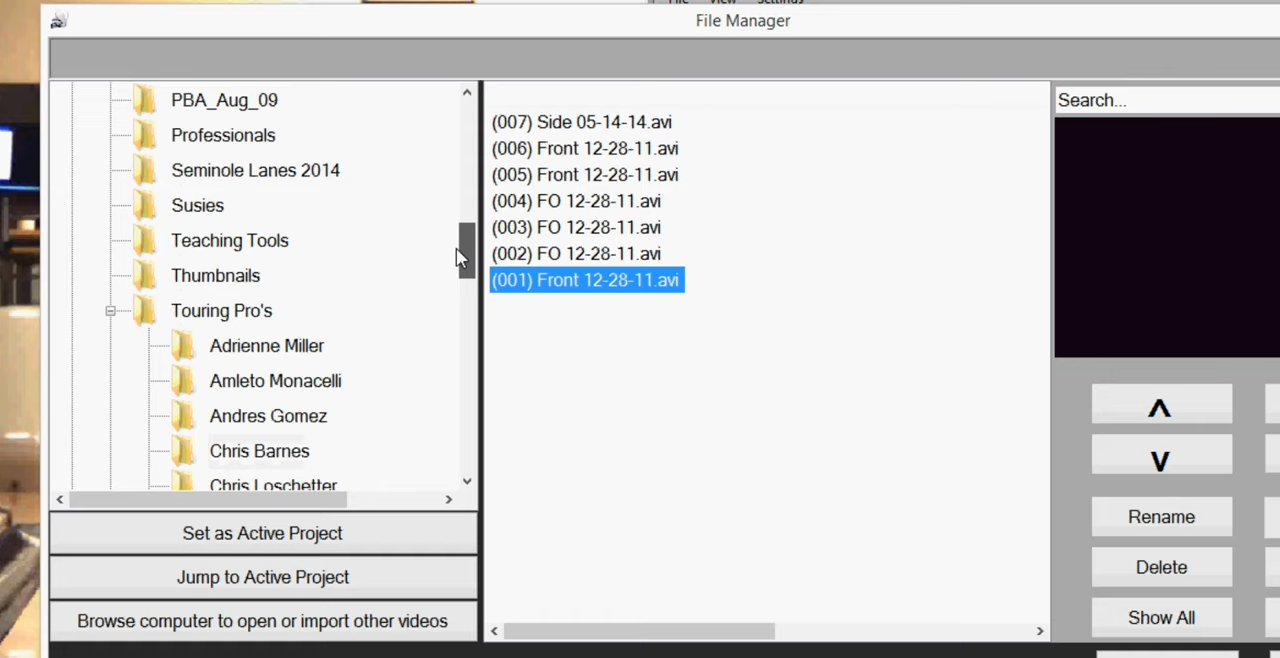 File Manager
PBA_Aug_09
Professionals
Seminole Lanes 2014
Susies
Teaching Tools
Thumbnails
Touring Pro's
Adrienne Miller
Amleto Monacelli
Andres Gomez
Chris Barnes
Chris Loschetter
Set as Active Project
Jump to Active Project
Browse computer to open or import other videos
(007) Side 05-14-14.avi
(006) Front 12-28-11.avi
(005) Front 12-28-11.avi
(004) FO 12-28-11.avi
(003) FO 12-28-11.avi
(002) FO 12-28-11.avi
(001) Front 12-28-11.avi
Search...
Rename
Delete
Show All